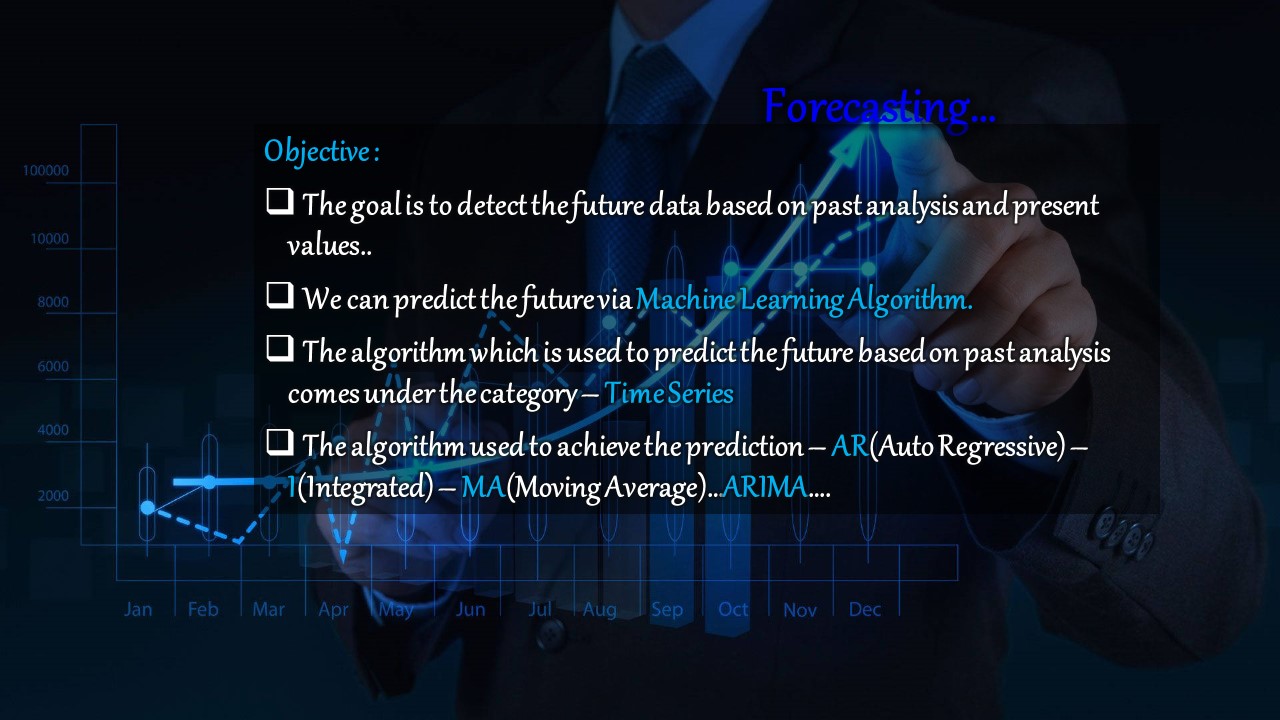 Forecasting...
Objective :
❑ The goal is to detect the future data based on past analysis and present
values..
❑ We can predict the future via Machine Learning Algorithm.
❑ The algorithm which is used to predict the future based on past analysis
comes under the category – Time Series
❑ The algorithm used to achieve the prediction – AR(Auto Regressive) –
I(Integrated) – MA(Moving Average)...ARIMA....
100000
10000
8000
6000
4000
2000
Jan Feb Mar Apr May Jun Jul Aug Sep Oct Nov Dec